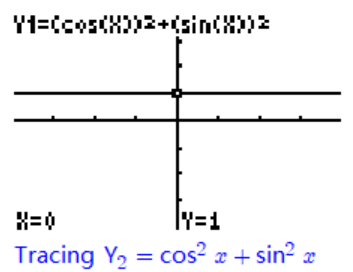 Y1=(cos(X))²+(sin(X))²
X=0 Y=1
Tracing Y₂ = cos² x + sin² x